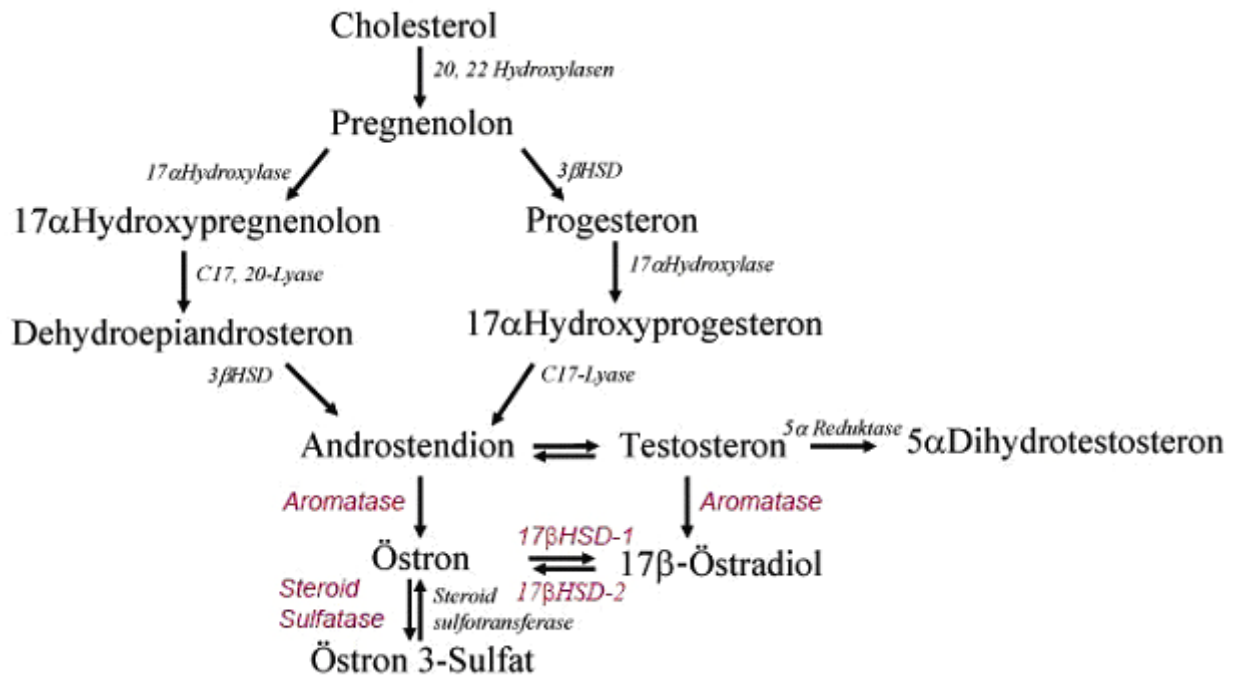 Cholesterol
20, 22 Hydroxylasen
Pregnenolon
17αHydroxylase
3βHSD
17αHydroxypregnenolon
Progesteron
C17, 20-Lyase
17αHydroxylase
Dehydroepiandrosteron
17αHydroxyprogesteron
3βHSD
C17-Lyase
Androstendion
Testosteron
5α Reduktase
5αDihydrotestosteron
Aromatase
Aromatase
Östron
17βHSD-1
17β-Östradiol
17βHSD-2
Steroid
Sulfatase
Steroid
sulfotransferase
Östron 3-Sulfat